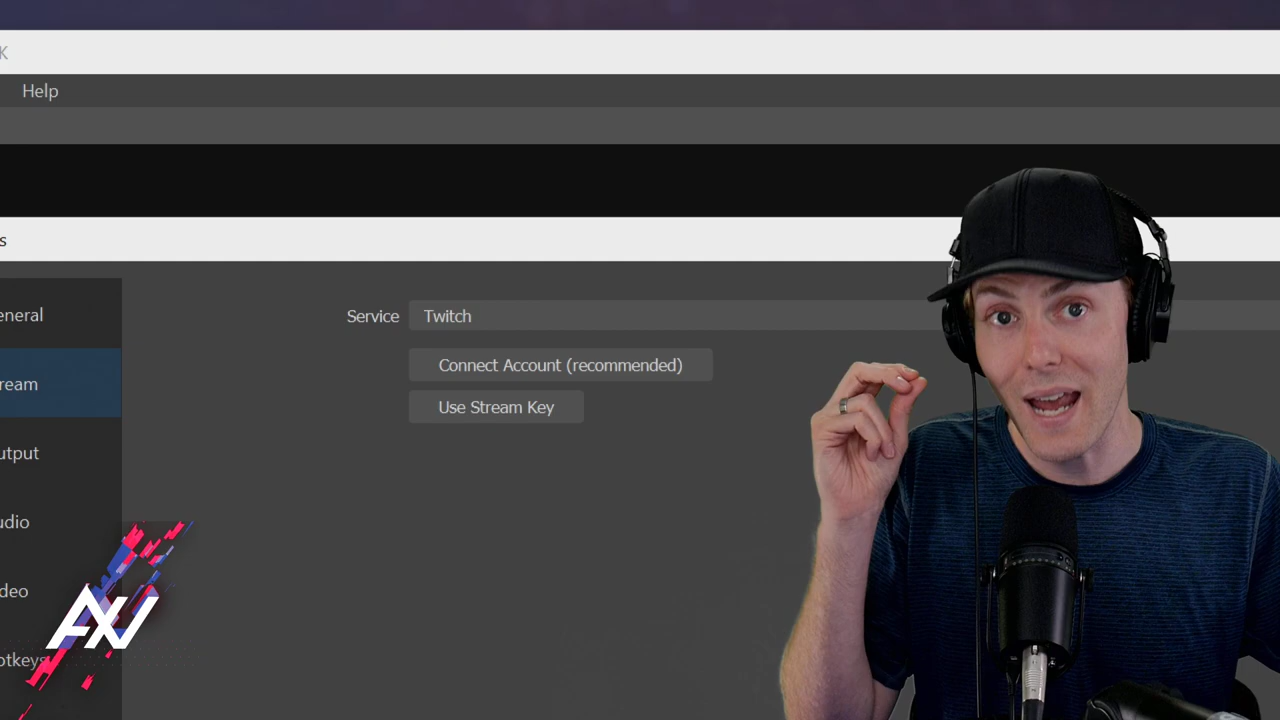 K
Help
s
eneral
Service Twitch
Connect Account (recommended)
ream
Use Stream Key
utput
udio
deo
otkeys